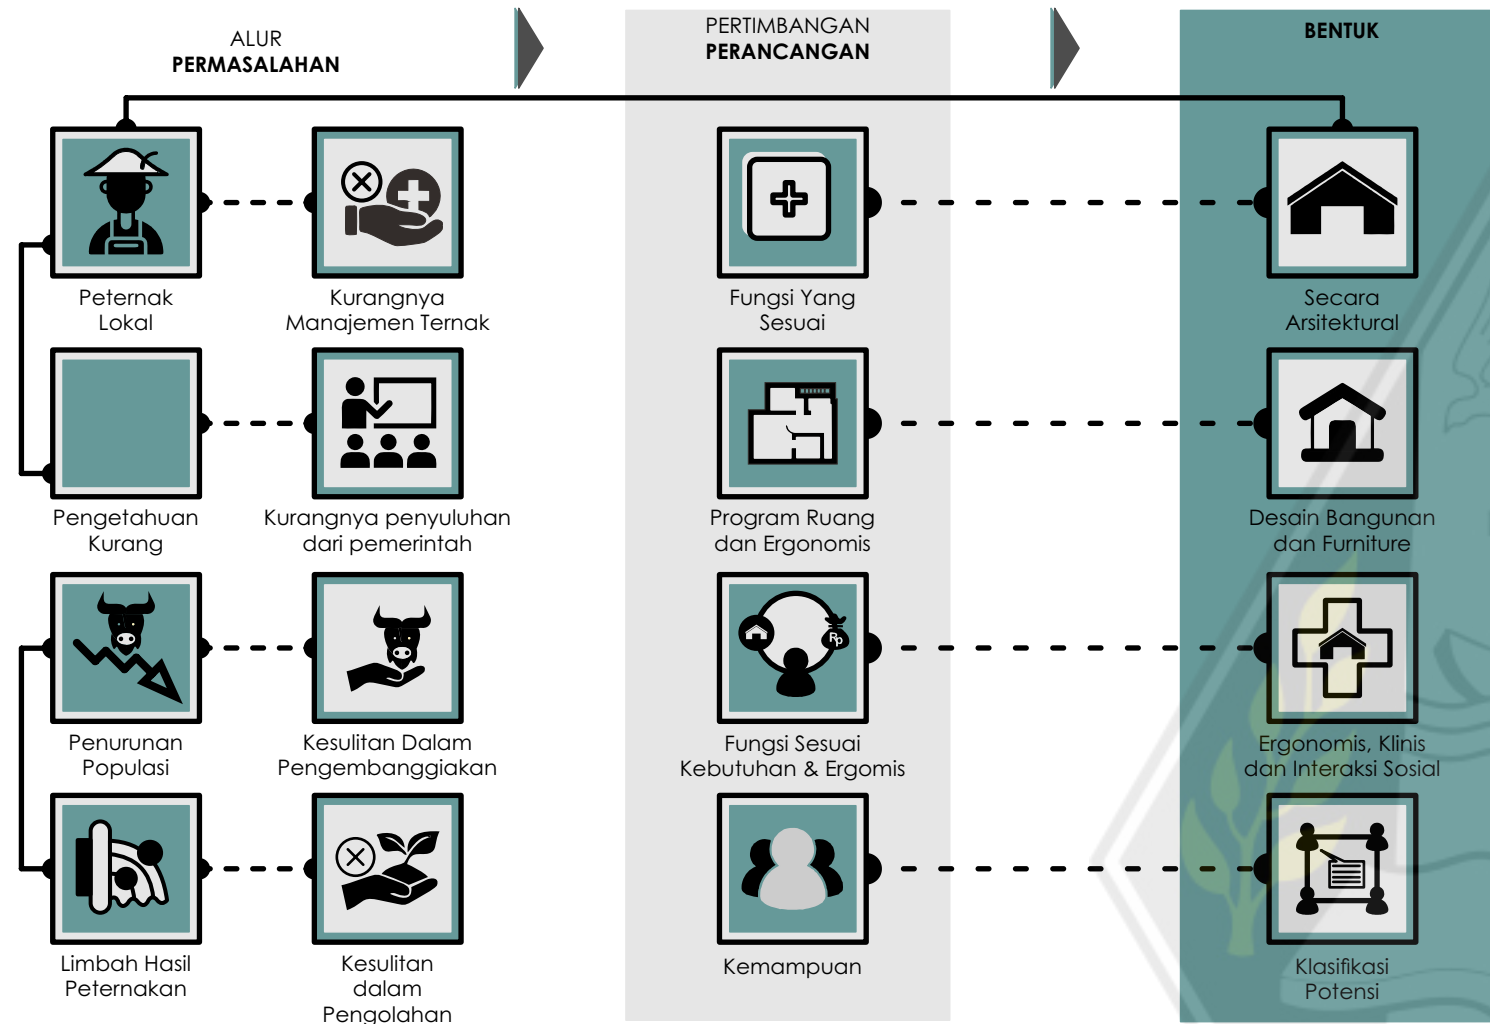 ALUR
PERMASALAHAN
PERTIMBANGAN
PERANCANGAN
BENTUK
Peternak
Lokal
Kurangnya
Manajemen Ternak
Fungsi Yang
Sesuai
Secara
Arsitektural
Pengetahuan
Kurang
Kurangnya penyuluhan
dari pemerintah
Program Ruang
dan Ergonomis
Desain Bangunan
dan Furniture
Rp
Penurunan
Populasi
Kesulitan Dalam
Pengembanggiakan
Fungsi Sesuai
Kebutuhan & Ergomis
Ergonomis, Klinis
dan Interaksi Sosial
Limbah Hasil
Peternakan
Kesulitan
dalam
Pengolahan
Kemampuan
Klasifikasi
Potensi